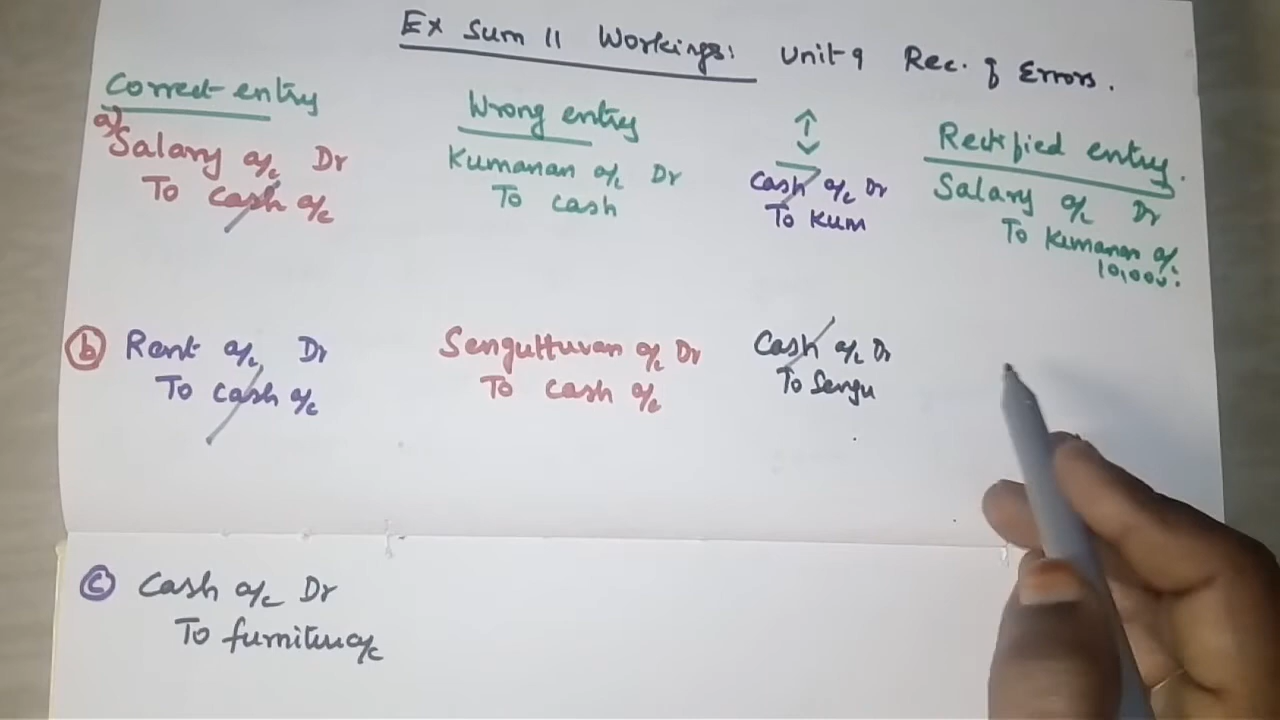 Ex Sum 11 Workings: Unit 9 Rec. of Errors.
Correct entry
a) Salary a/c Dr
To cash a/c
Wrong entry
Kumanan a/c Dr
To cash
Cash a/c Dr
To Kum
Rectified entry.
Salary a/c Dr
To Kumanan a/c
10,000.
b Rent a/c Dr
To cash a/c
Senguttuvan a/c Dr
To cash a/c
Cash a/c Dr
To Sengu
c Cash a/c Dr
To furniture a/c